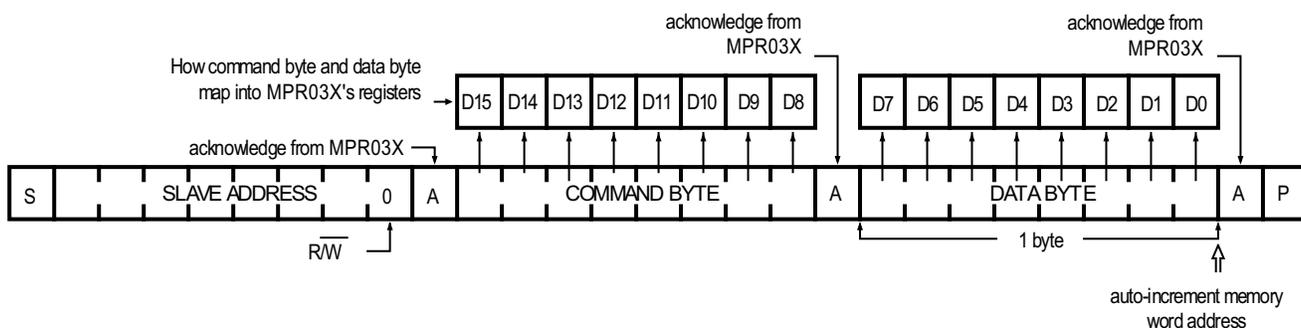 acknowledge from
MPR03X
acknowledge from
MPR03X
How command byte and data byte
map into MPR03X's registers
D15 D14 D13 D12 D11 D10 D9 D8 D7 D6 D5 D4 D3 D2 D1 D0
acknowledge from MPR03X
S SLAVE ADDRESS 0 A COMMAND BYTE A DATA BYTE A P
R/W
1 byte
auto-increment memory
word address